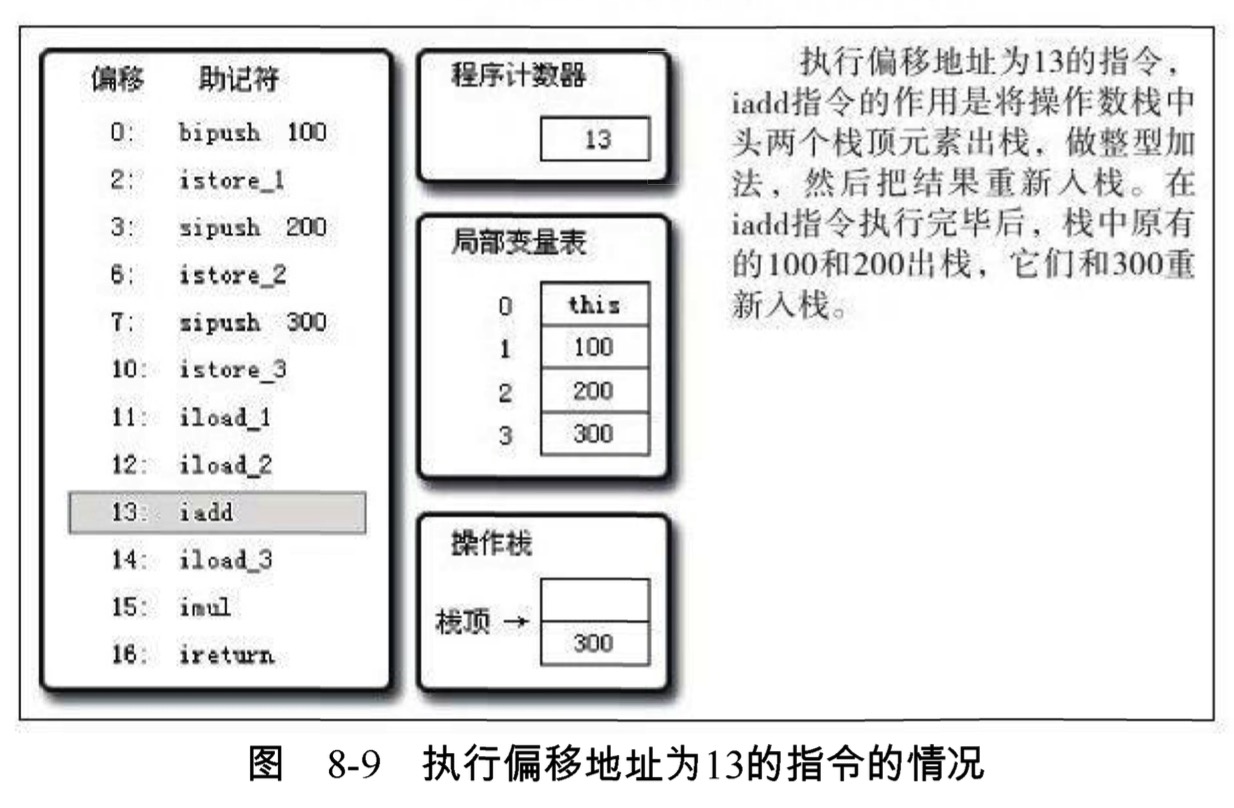 偏移 助记符
0: bipush 100
2: istore_1
3: sipush 200
6: istore_2
7: sipush 300
10: istore_3
11: iload_1
12: iload_2
13: iadd
14: iload_3
15: imul
16: ireturn
程序计数器
13
局部变量表
0 this
1 100
2 200
3 300
操作栈
栈顶 →
300
执行偏移地址为13的指令，
iadd指令的作用是将操作数栈中
头两个栈顶元素出栈，做整型加
法，然后把结果重新入栈。在
iadd指令执行完毕后，栈中原有
的100和200出栈，它们和300重
新入栈。
图 8-9 执行偏移地址为13的指令的情况